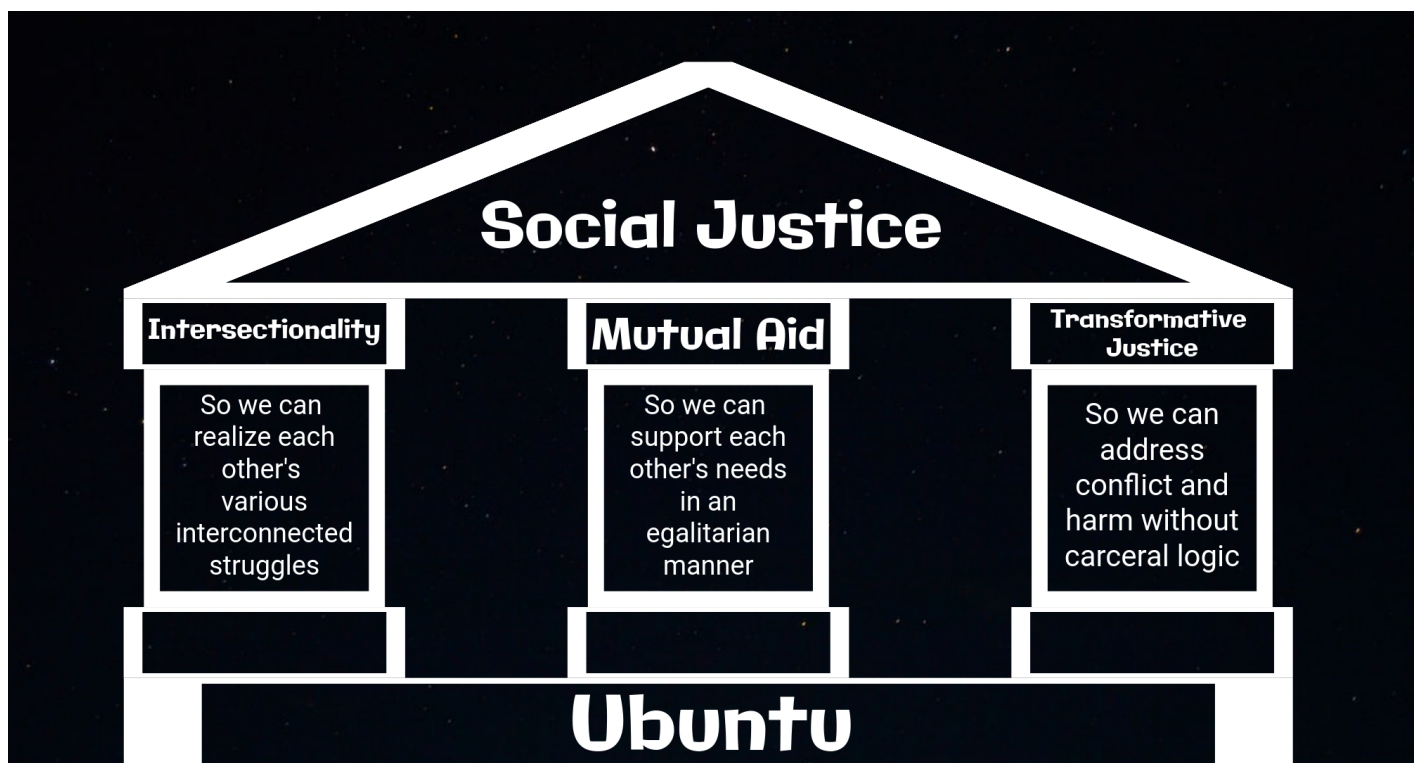 Social Justice
Intersectionality
So we can
realize each
other's
various
interconnected
struggles
Mutual Aid
So we can
support each
other's needs
in an
egalitarian
manner
Transformative
Justice
So we can
address
conflict and
harm without
carceral logic
Ubuntu